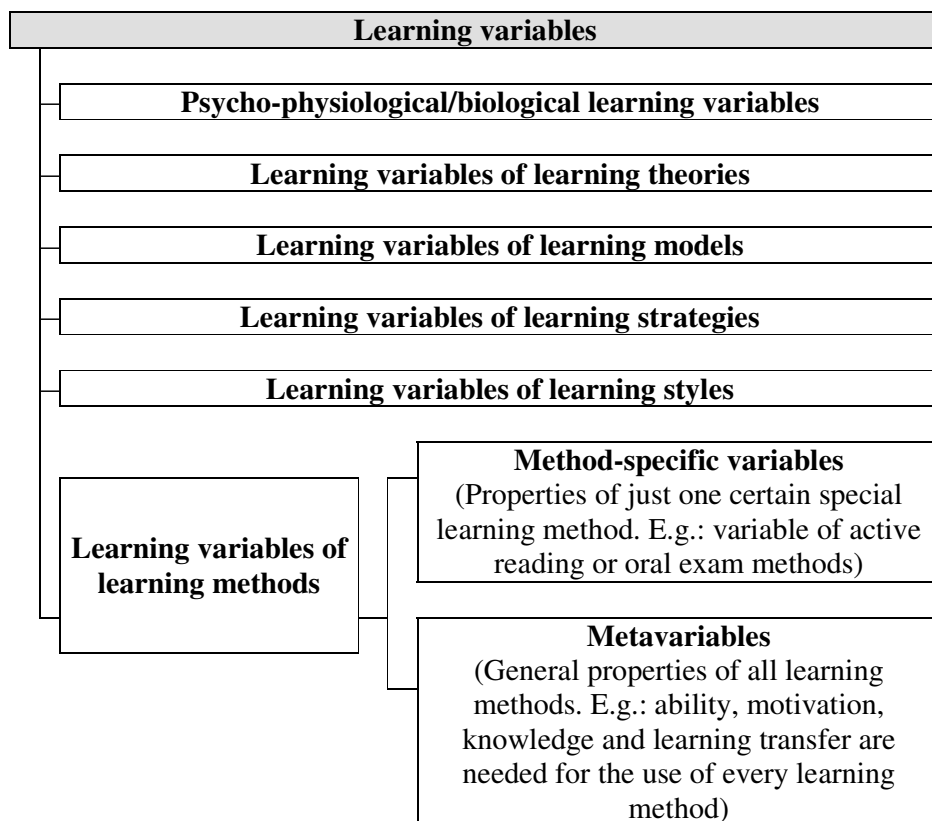 Learning variables
Psycho-physiological/biological learning variables
Learning variables of learning theories
Learning variables of learning models
Learning variables of learning strategies
Learning variables of learning styles
Learning variables of
learning methods
Method-specific variables
(Properties of just one certain special
learning method. E.g.: variable of active
reading or oral exam methods)
Metavariables
(General properties of all learning
methods. E.g.: ability, motivation,
knowledge and learning transfer are
needed for the use of every learning
method)